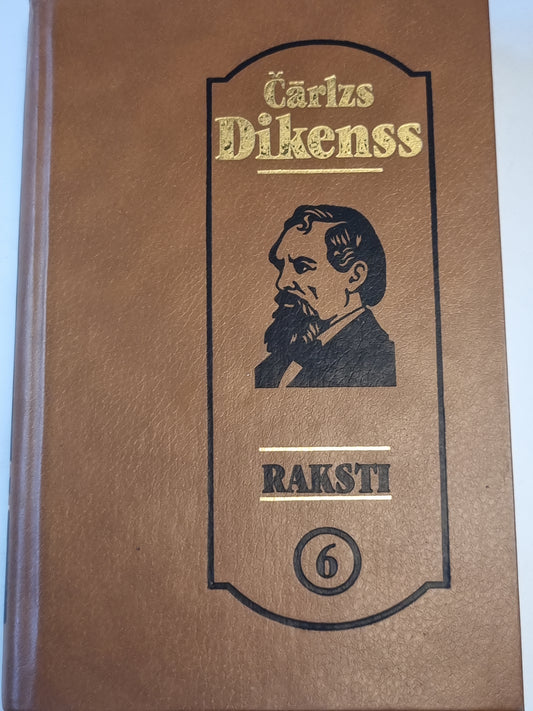 Čārlzs
Dikenss
RAKSTI
6